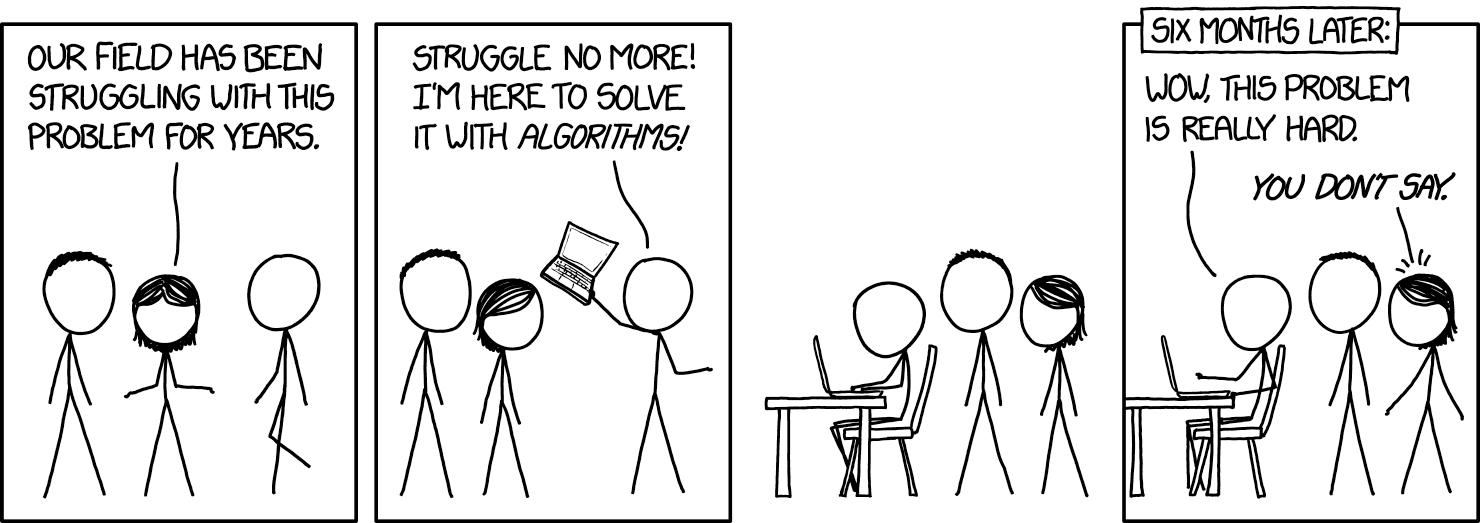 OUR FIELD HAS BEEN
STRUGGLING WITH THIS
PROBLEM FOR YEARS.
STRUGGLE NO MORE!
I'M HERE TO SOLVE
IT WITH ALGORITHMS!
SIX MONTHS LATER:
WOW, THIS PROBLEM
IS REALLY HARD.
YOU DON'T SAY.